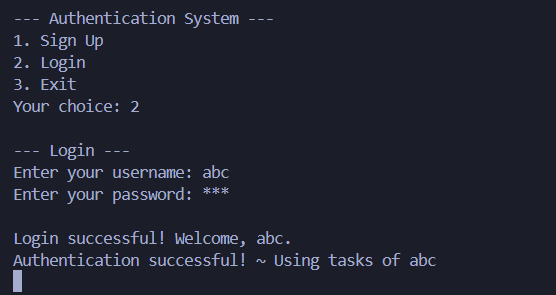 --- Authentication System ---
1. Sign Up
2. Login
3. Exit
Your choice: 2
--- Login ---
Enter your username: abc
Enter your password: ***
Login successful! Welcome, abc.
Authentication successful! ~ Using tasks of abc